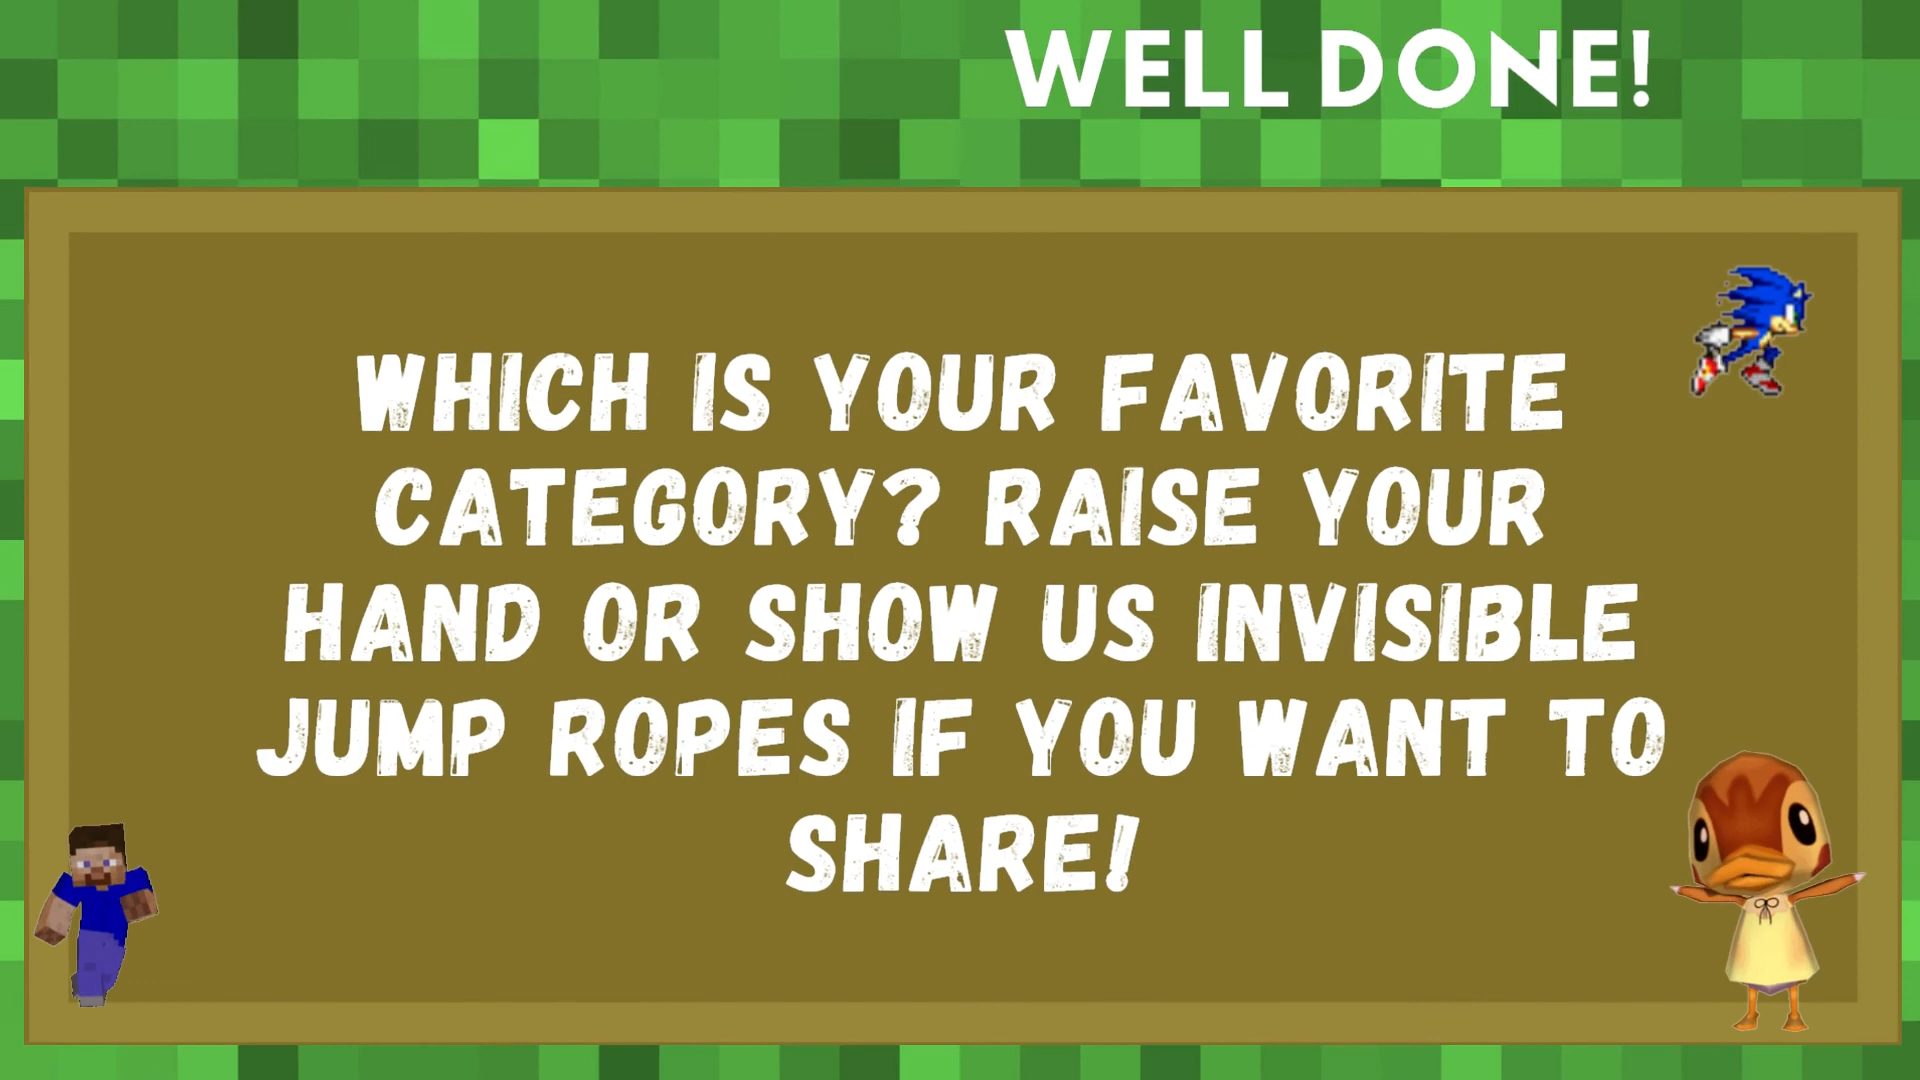 WELL DONE!
WHICH IS YOUR FAVORITE
CATEGORY? RAISE YOUR
HAND OR SHOW US INVISIBLE
JUMP ROPES IF YOU WANT TO
SHARE!